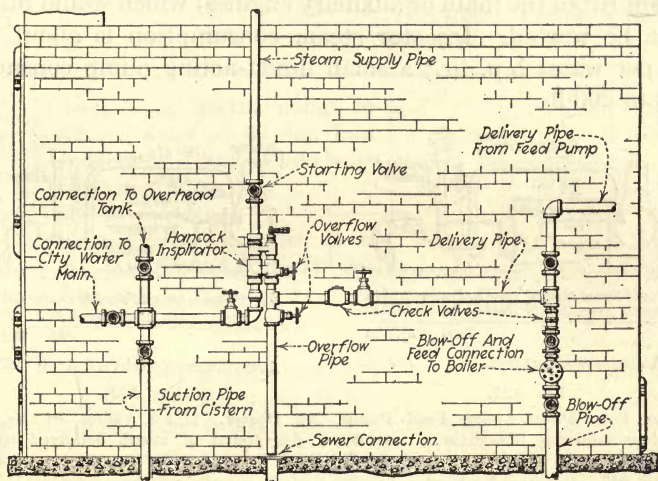 Steam Supply Pipe
Delivery Pipe
From Feed Pump
Starting Valve
Connection To Overhead
Tank
Overflow
Valves
Hancock
Inspirator
Connection To
City Water
Main
Delivery Pipe
Check Valves
Overflow
Pipe
Blow-Off And
Feed Connection
To Boiler
Suction Pipe
From Cistern
Blow-Off
Pipe
Sewer Connection